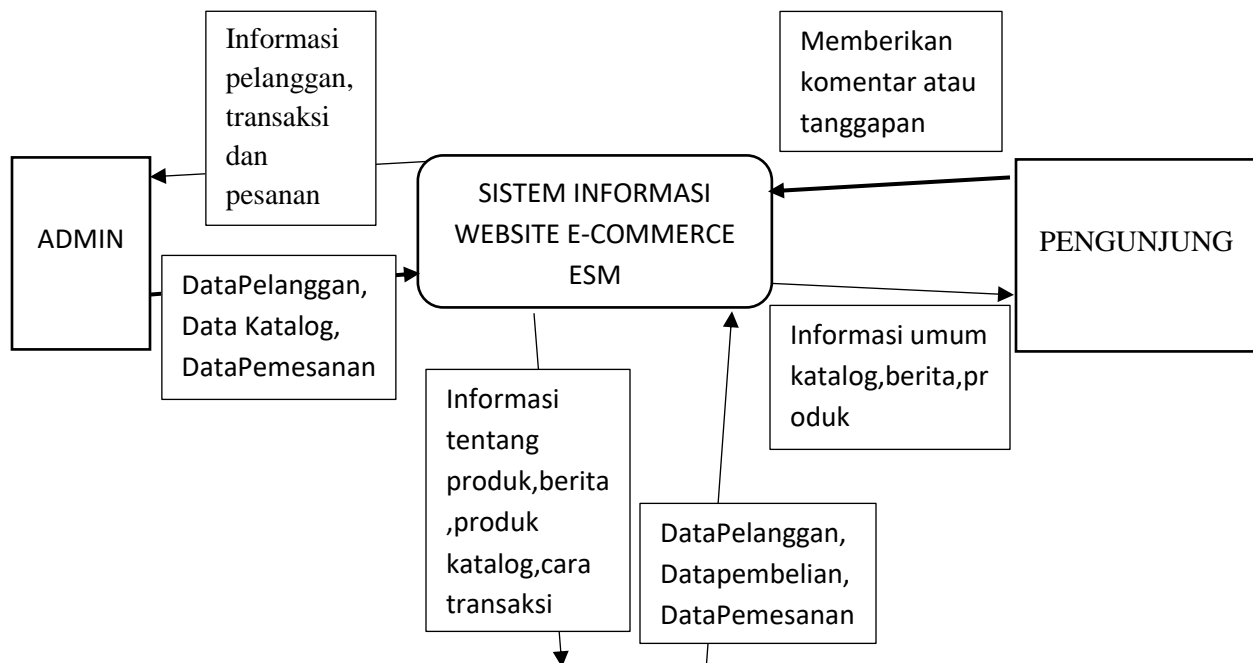 Informasi
pelanggan,
transaksi
dan
pesanan
Memberikan
komentar atau
tanggapan
ADMIN
SISTEM INFORMASI
WEBSITE E-COMMERCE
ESM
PENGUNJUNG
DataPelanggan,
Data Katalog,
DataPemesanan
Informasi umum
katalog,berita,pr
oduk
Informasi
tentang
produk,berita
,produk
katalog,cara
transaksi
DataPelanggan,
Datapembelian,
DataPemesanan